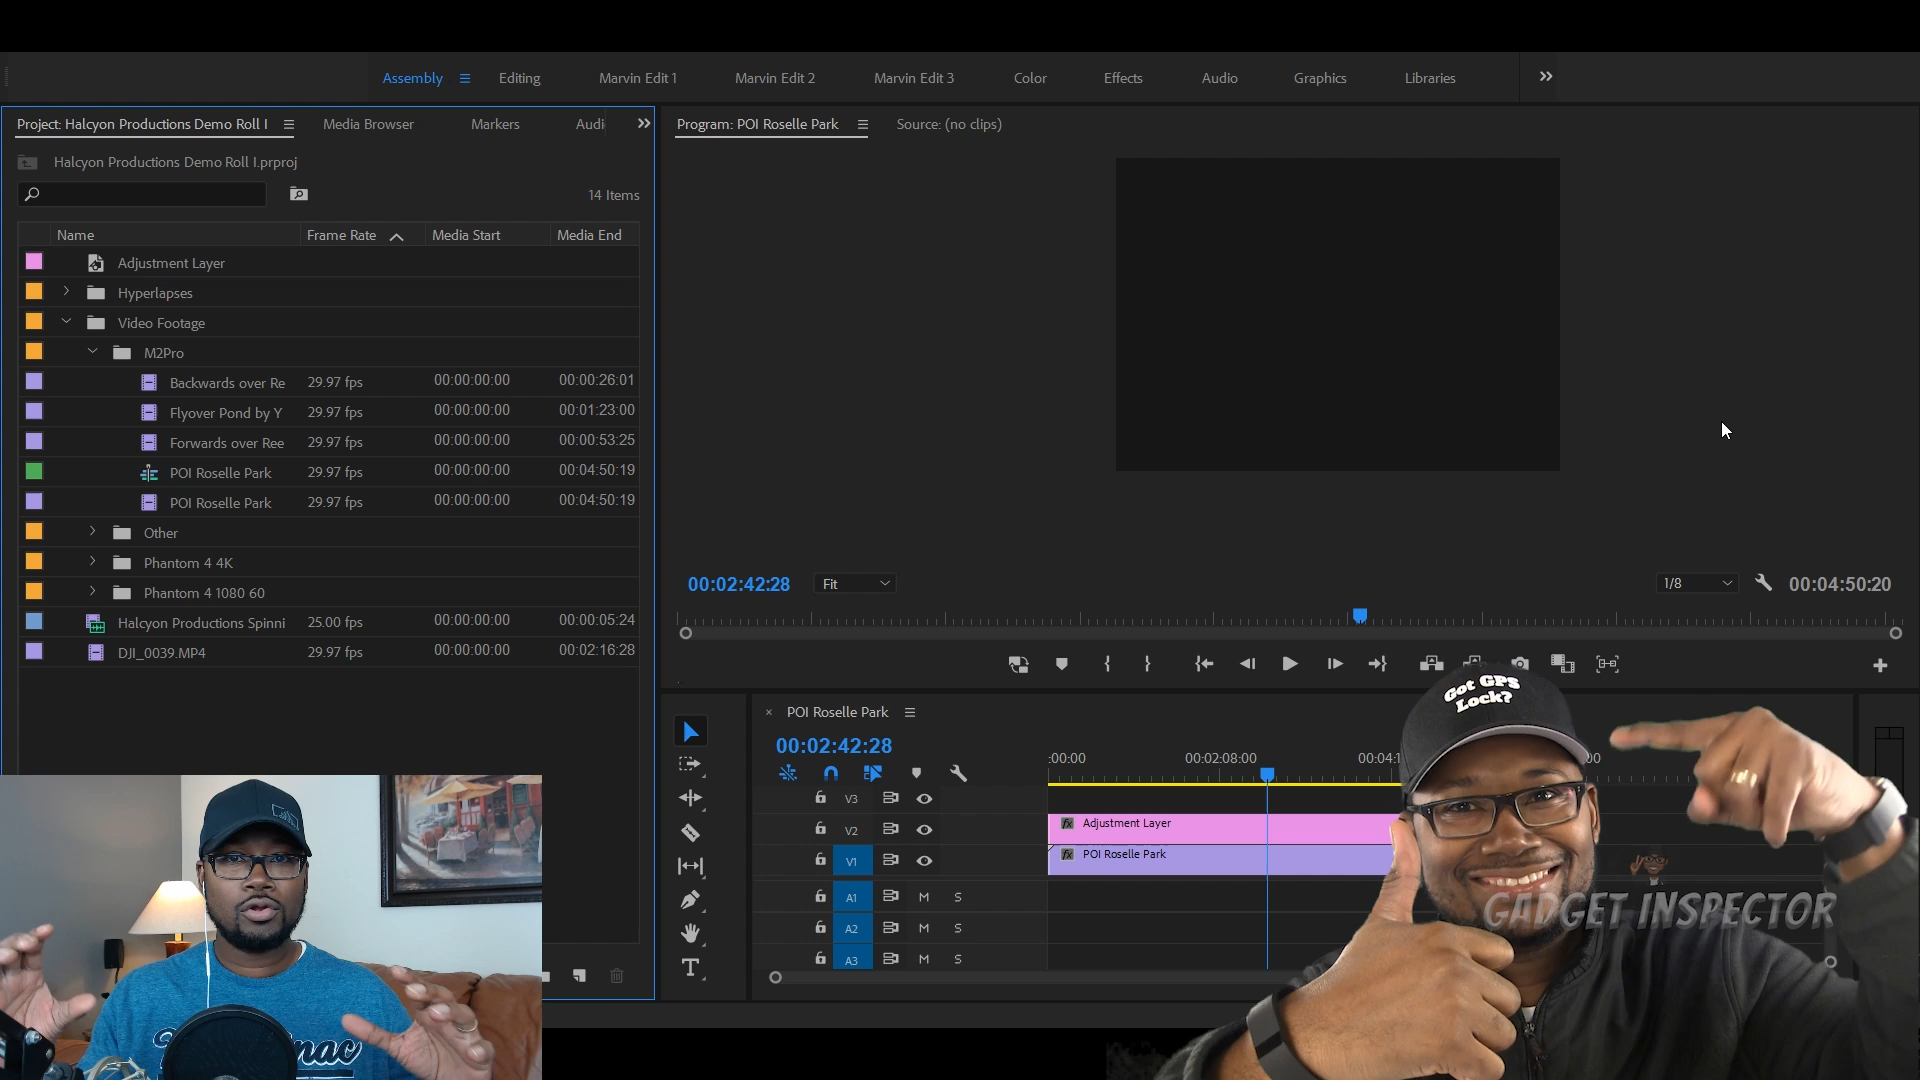 Assembly
Editing
Marvin Edit 1
Marvin Edit 2
Marvin Edit 3
Color
Effects
Audio
Graphics
Libraries
Project: Halcyon Productions Demo Roll I
Media Browser
Markers
Audi
Program: POI Roselle Park
Source: (no clips)
Halcyon Productions Demo Roll I.prproj
14 Items
Name Frame Rate Media Start Media End
Adjustment Layer
Hyperlapses
Video Footage
M2Pro
Backwards over Re 29.97 fps 00:00:00:00 00:00:26:01
Flyover Pond by Y 29.97 fps 00:00:00:00 00:01:23:00
Forwards over Ree 29.97 fps 00:00:00:00 00:00:53:25
POI Roselle Park 29.97 fps 00:00:00:00 00:04:50:19
POI Roselle Park 29.97 fps 00:00:00:00 00:04:50:19
Other
Phantom 4 4K
Phantom 4 1080 60
Halcyon Productions Spinni 25.00 fps 00:00:00:00 00:00:05:24
DJI_0039.MP4 29.97 fps 00:00:00:00 00:02:16:28
00:02:42:28
Fit
1/8
00:04:50:20
POI Roselle Park
00:02:42:28
:00:00
00:02:08:00
00:04:1
00
V3
V2
Adjustment Layer
V1
POI Roselle Park
A1 M S
A2 M S
A3 M S
Got GPS
Lock?
GADGET INSPECTOR